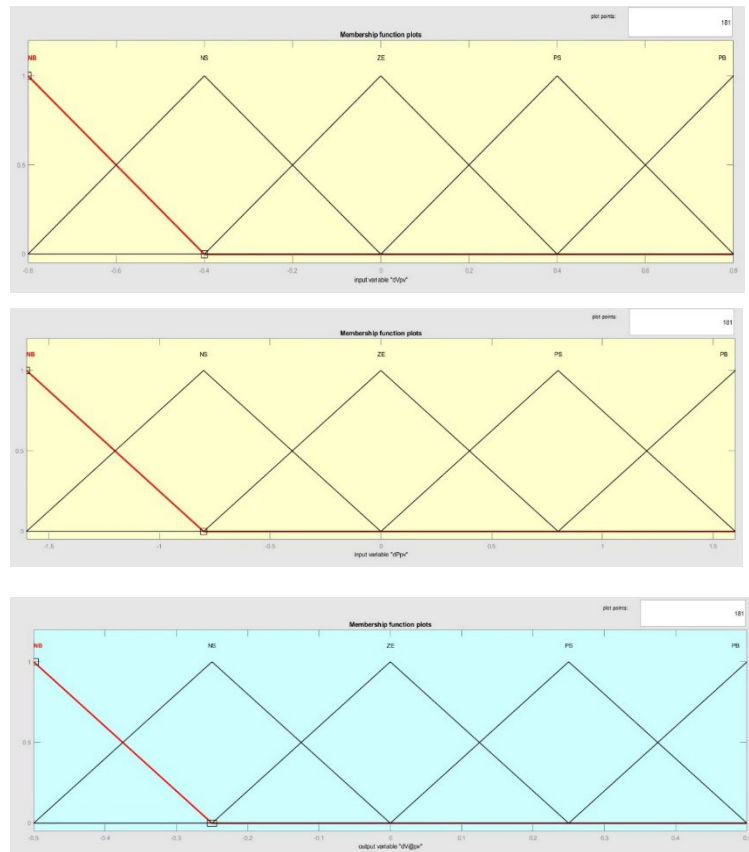 plot points: 181
Membership function plots
NB NS ZE PS PB
1
0.5
0
-0.8 -0.6 -0.4 -0.2 0 0.2 0.4 0.6 0.8
input variable "dVpv"
plot points: 181
Membership function plots
NB NS ZE PS PB
1
0.5
0
-1.5 -1 -0.5 0 0.5 1 1.5
input variable "dPpv"
plot points: 181
Membership function plots
NB NS ZE PS PB
1
0.5
0
-0.5 -0.4 -0.3 -0.2 -0.1 0 0.1 0.2 0.3 0.4 0.5
output variable "dV@pv"